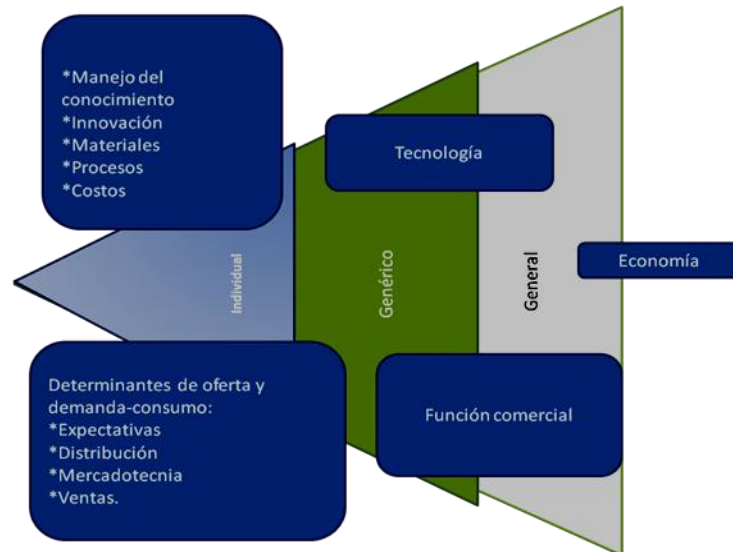 *Manejo del
conocimiento
*Innovación
*Materiales
*Procesos
*Costos
Tecnología
Individual
Genérico
General
Economía
Determinantes de oferta y
demanda-consumo:
*Expectativas
*Distribución
*Mercadotecnia
*Ventas.
Función comercial